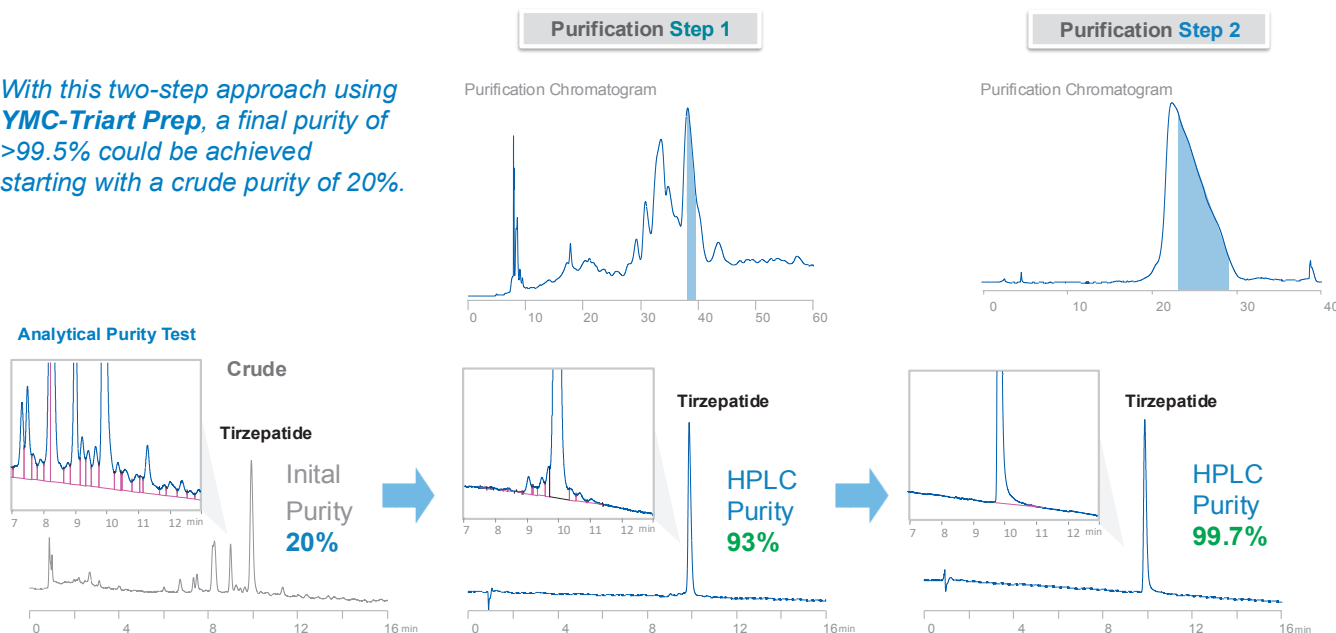 Purification Step 1
Purification Step 2
With this two-step approach using
YMC-Triart Prep, a final purity of
>99.5% could be achieved
starting with a crude purity of 20%.
Purification Chromatogram
0 10 20 30 40 50 60
Purification Chromatogram
0 10 20 30 40
Analytical Purity Test
Crude
Tirzepatide
Inital
Purity
20%
7 8 9 10 11 12 min
0 4 8 12 16 min
Tirzepatide
HPLC
Purity
93%
7 8 9 10 11 12 min
0 4 8 12 16 min
Tirzepatide
HPLC
Purity
99.7%
7 8 9 10 11 12 min
0 4 8 12 16 min